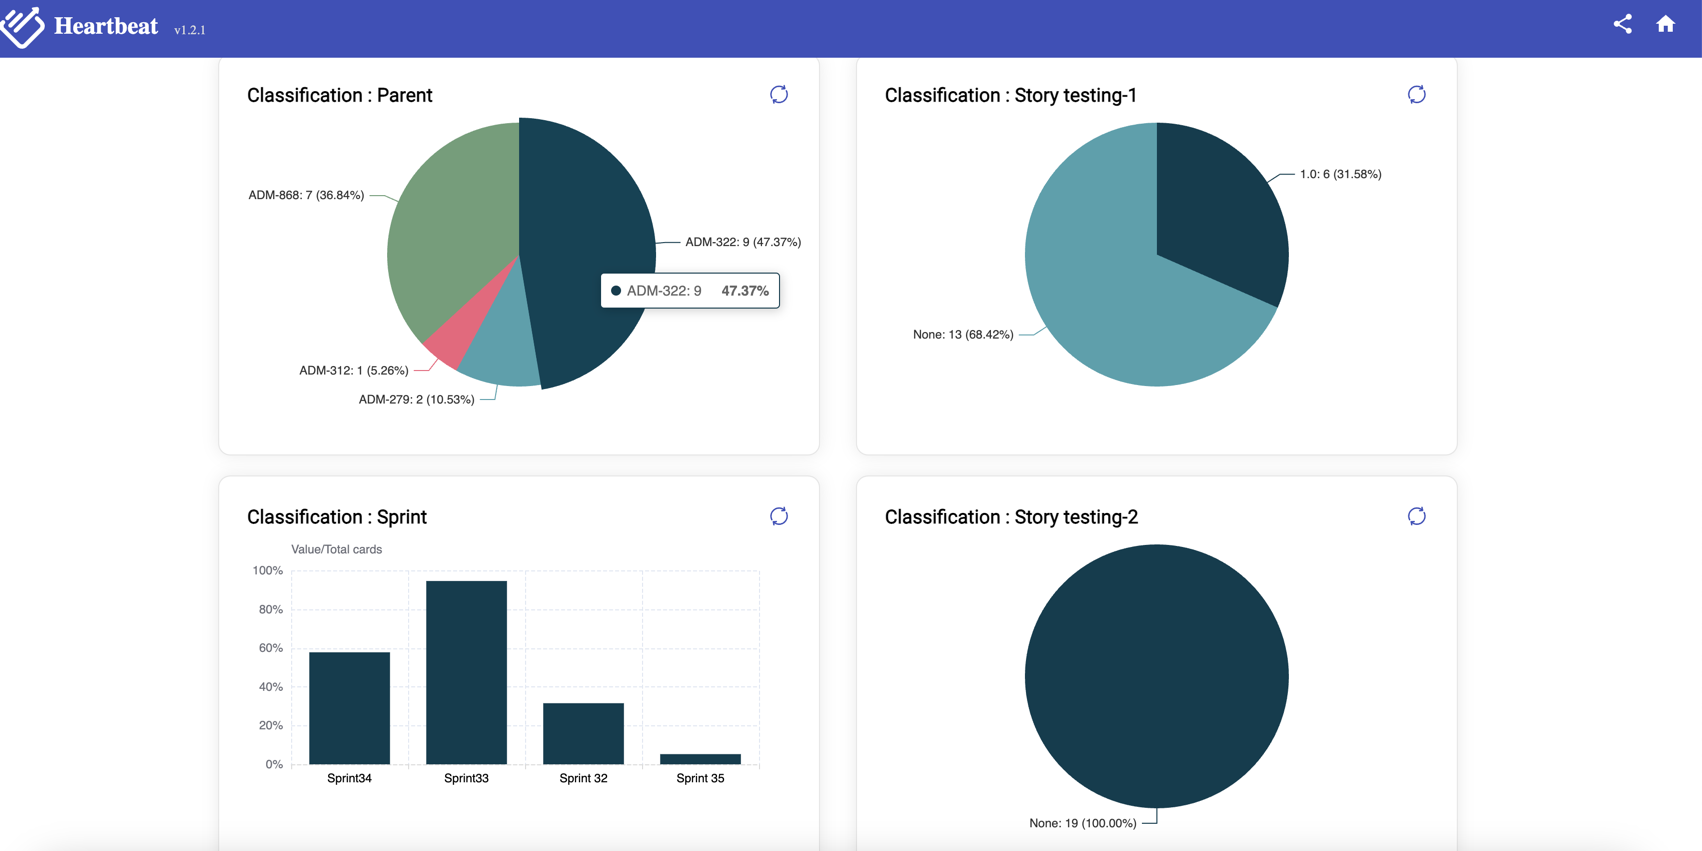 Heartbeat v1.2.1
Classification : Parent
ADM-868: 7 (36.84%)
ADM-322: 9 (47.37%)
ADM-322: 9 47.37%
ADM-312: 1 (5.26%)
ADM-279: 2 (10.53%)
Classification : Story testing-1
1.0: 6 (31.58%)
None: 13 (68.42%)
Classification : Sprint
Value/Total cards
100%
80%
60%
40%
20%
0%
Sprint34 Sprint33 Sprint 32 Sprint 35
Classification : Story testing-2
None: 19 (100.00%)